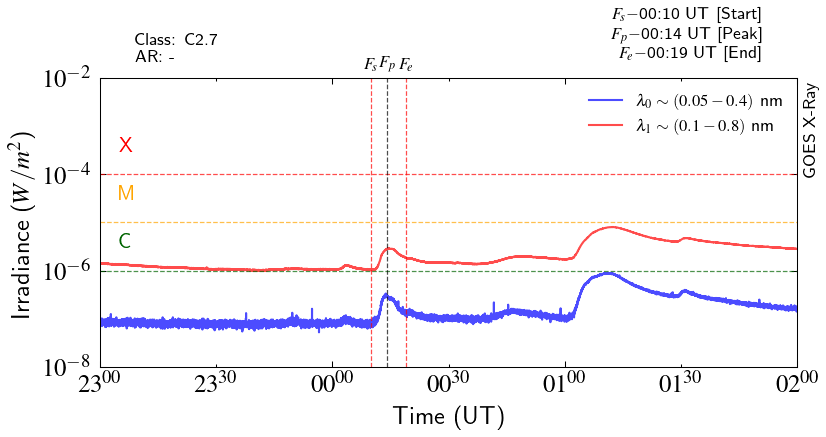 F_s−00:10 UT [Start]
Class: C2.7
F_p−00:14 UT [Peak]
AR: -
F_e−00:19 UT [End]
F_s F_p F_e
10^−2
λ_0 ∼ (0.05 − 0.4) nm
λ_1 ∼ (0.1 − 0.8) nm
GOES X-Ray
X
10^−4
M
Irradiance (W/m^2)
C
10^−6
10^−8
23^00 23^30 00^00 00^30 01^00 01^30 02^00
Time (UT)